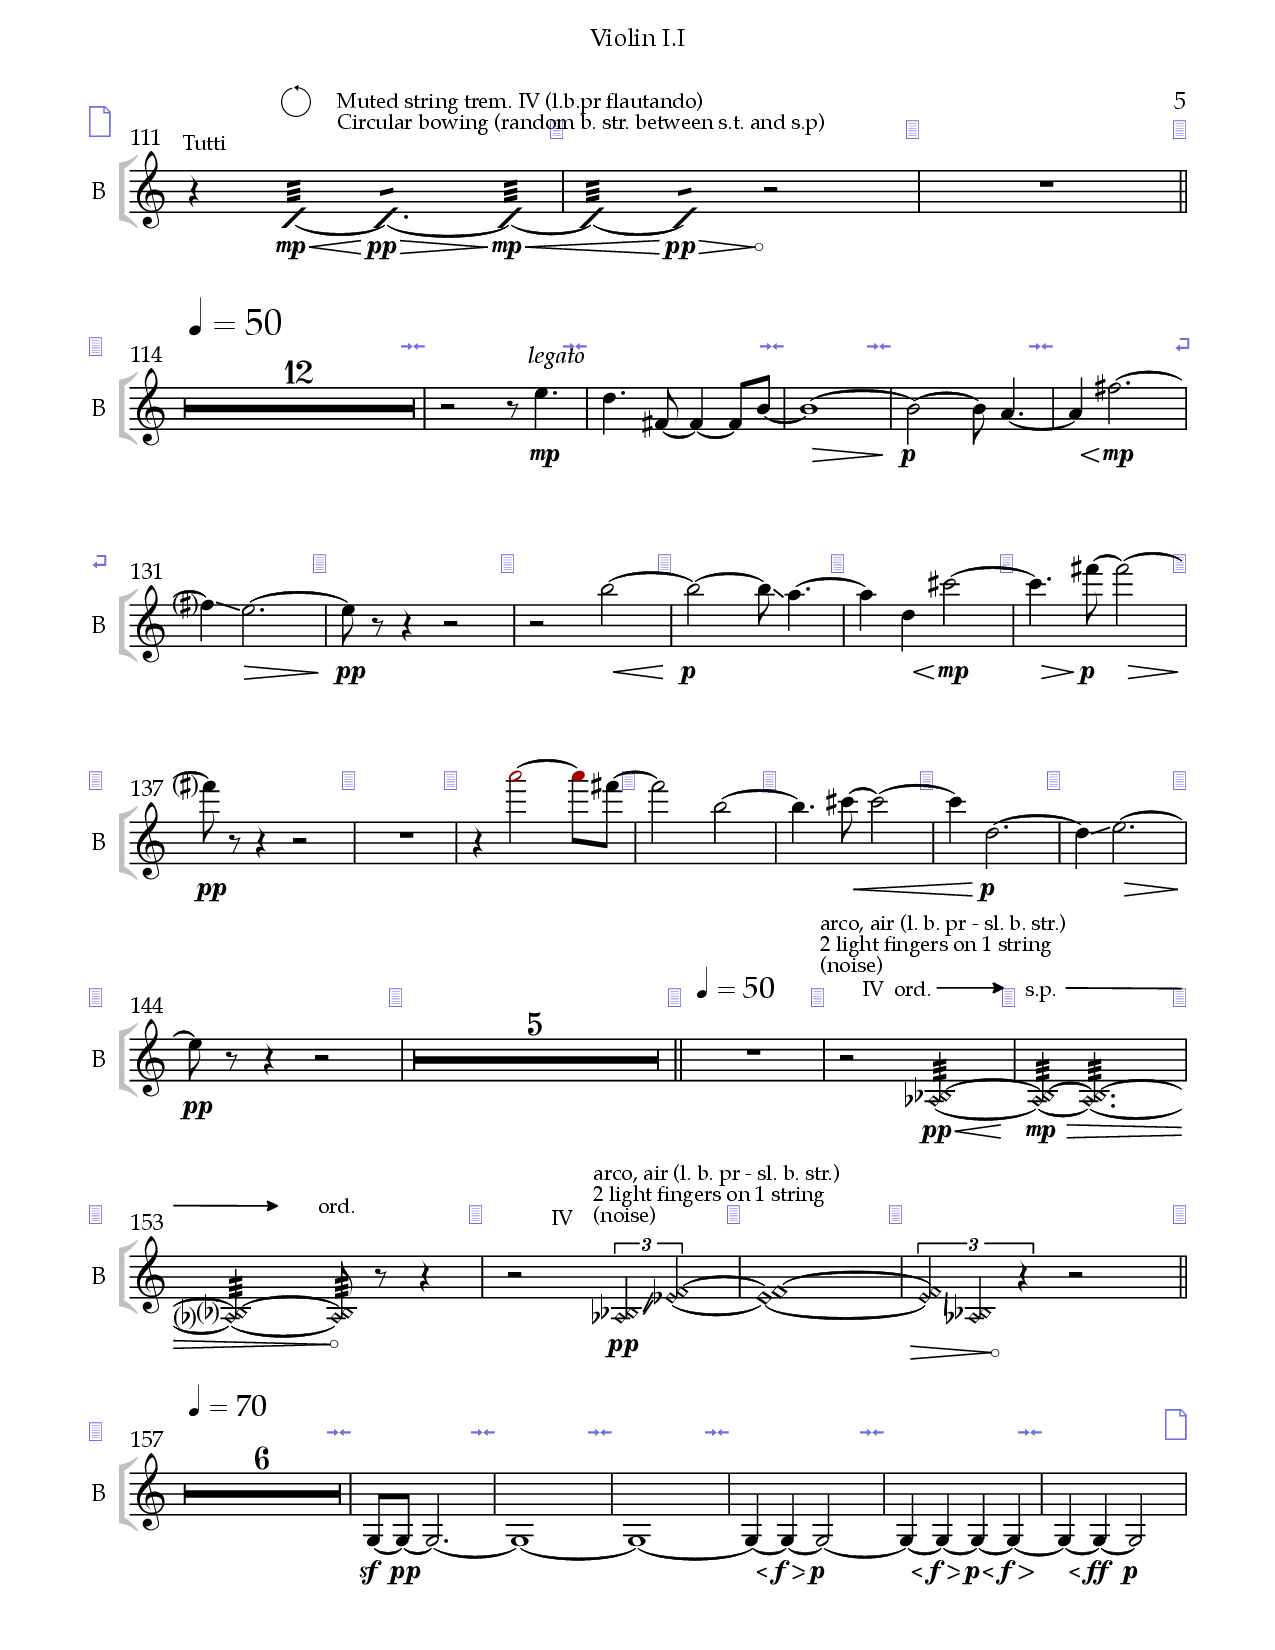 Violin I.I
5
Muted string trem. IV (l.b.pr flautando)
Circular bowing (random b. str. between s.t. and s.p)
111
Tutti
B
mp pp mp pp
= 50
114
12
legato
B
mp p mp
131
B
pp p mp p
137
B
pp p
arco, air (l. b. pr - sl. b. str.)
2 light fingers on 1 string
(noise)
= 50
IV ord. s.p.
144
5
B
pp pp mp
arco, air (l. b. pr - sl. b. str.)
2 light fingers on 1 string
(noise)
153
ord.
IV
3 3
B
pp
= 70
157
6
B
sf pp f p f p f ff p